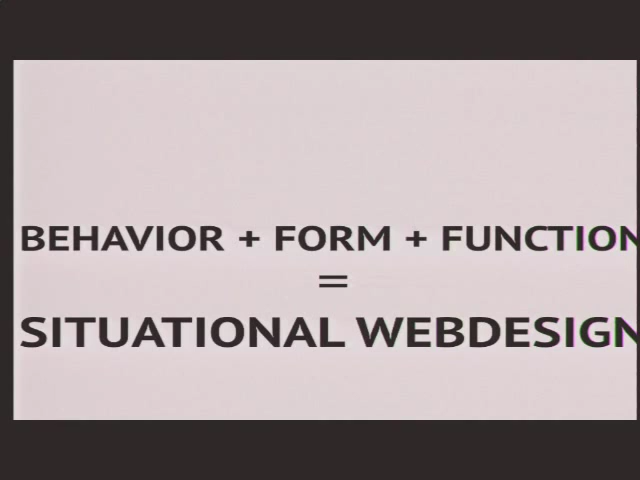 BEHAVIOR + FORM + FUNCTION
=
SITUATIONAL WEBDESIGN